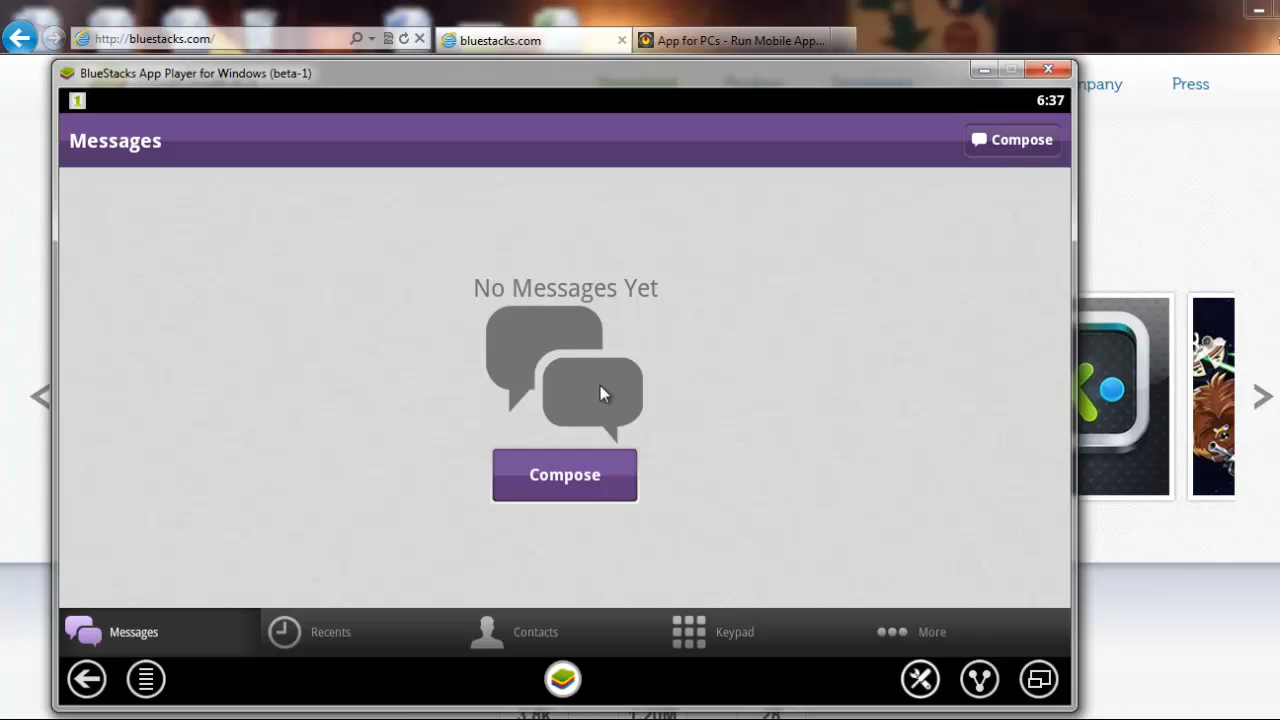 http://bluestacks.com/
bluestacks.com
App for PCs - Run Mobile App...
BlueStacks App Player for Windows (beta-1)
mpany
Press
1
6:37
Messages
Compose
No Messages Yet
Compose
Messages
Recents
Contacts
Keypad
More